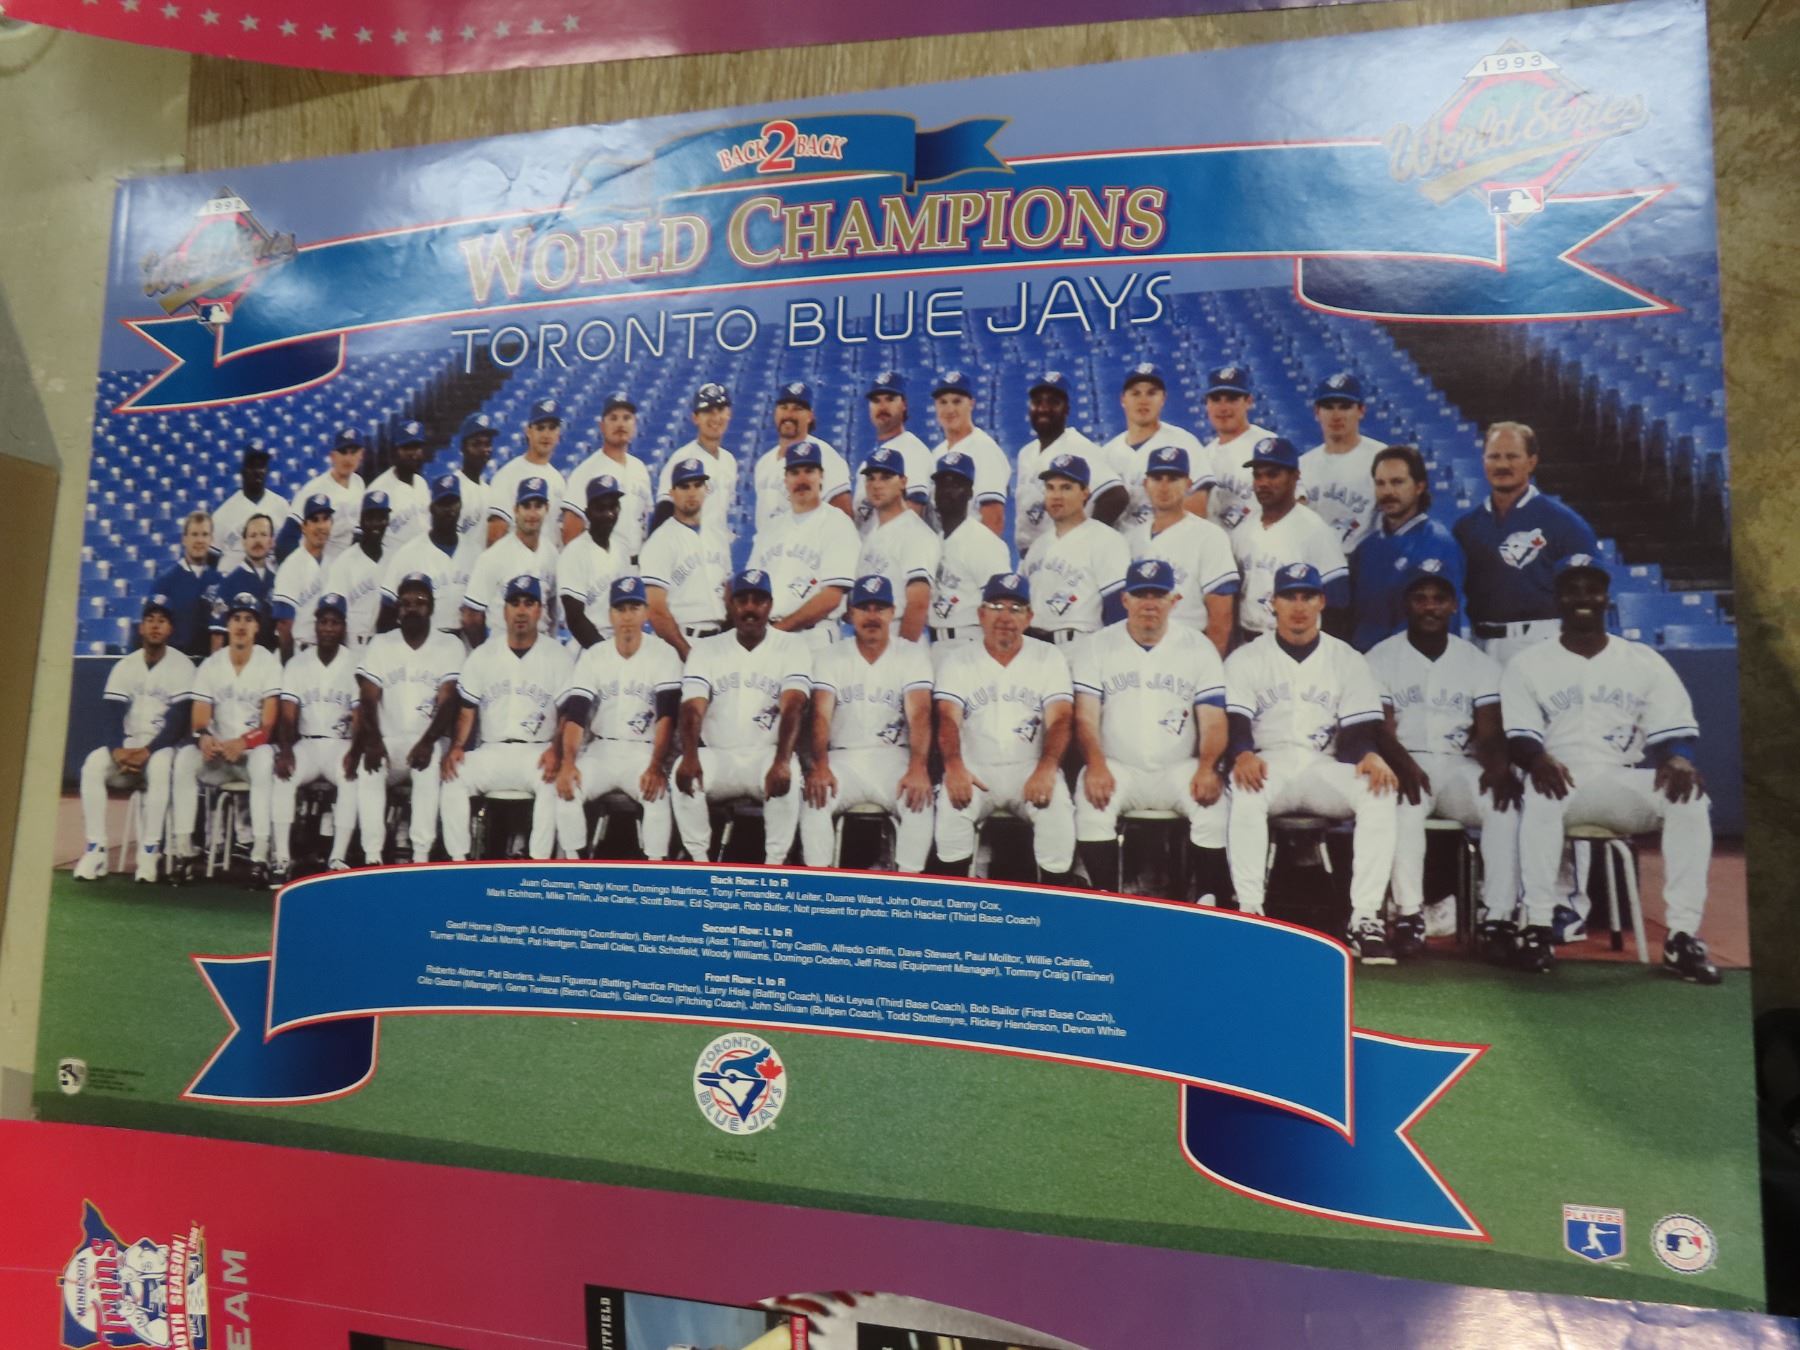 1992
World Series
1993
World Series
BACK 2 BACK
WORLD CHAMPIONS
TORONTO BLUE JAYS
Back Row: L to R
Juan Guzman, Randy Knorr, Domingo Martinez, Tony Fernandez, Al Leiter, Duane Ward, John Olerud, Danny Cox,
Mark Eichhorn, Mike Timlin, Joe Carter, Scott Brow, Ed Sprague, Rob Butler, Not present for photo: Rich Hacker (Third Base Coach)
Second Row: L to R
Geoff Horne (Strength & Conditioning Coordinator), Brent Andrews (Asst. Trainer), Tony Castillo, Alfredo Griffin, Dave Stewart, Paul Molitor, Willie Cañate,
Turner Ward, Jack Morris, Pat Hentgen, Darnell Coles, Dick Schofield, Woody Williams, Domingo Cedeno, Jeff Ross (Equipment Manager), Tommy Craig (Trainer)
Front Row: L to R
Roberto Alomar, Pat Borders, Jesus Figueroa (Batting Practice Pitcher), Larry Hisle (Batting Coach), Nick Leyva (Third Base Coach), Bob Bailor (First Base Coach),
Cito Gaston (Manager), Gene Tenace (Bench Coach), Galen Cisco (Pitching Coach), John Sullivan (Bullpen Coach), Todd Stottlemyre, Rickey Henderson, Devon White
TORONTO
BLUE JAYS
PLAYERS
MINNESOTA
Twins
40TH SEASON!
EAM
UTFIELD